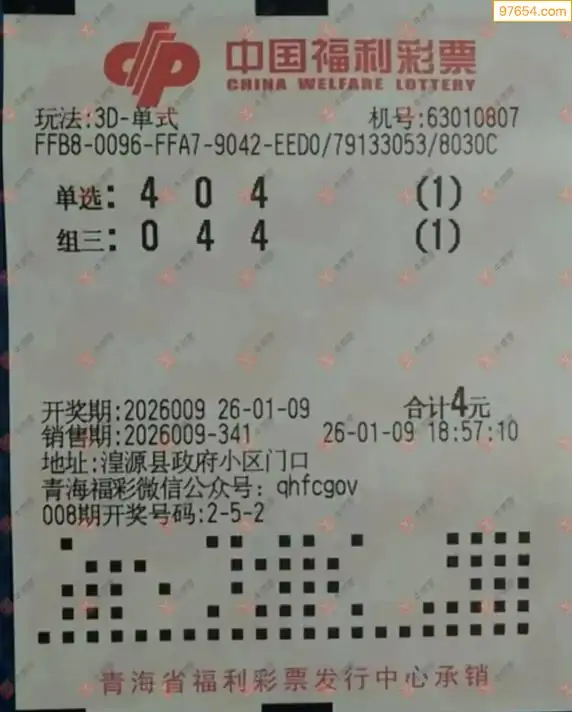 97654.com
中国福利彩票
CHINA WELFARE LOTTERY
玩法:3D-单式 机号:63010807
FFB8-0096-FFA7-9042-EED0/79133053/8030C
单选: 4 0 4 (1)
组三: 0 4 4 (1)
开奖期:2026009 26-01-09 合计4元
销售期:2026009-341 26-01-09 18:57:10
地址:湟源县政府小区门口
青海福彩微信公众号: qhfcgov
008期开奖号码:2-5-2
青海省福利彩票发行中心承销